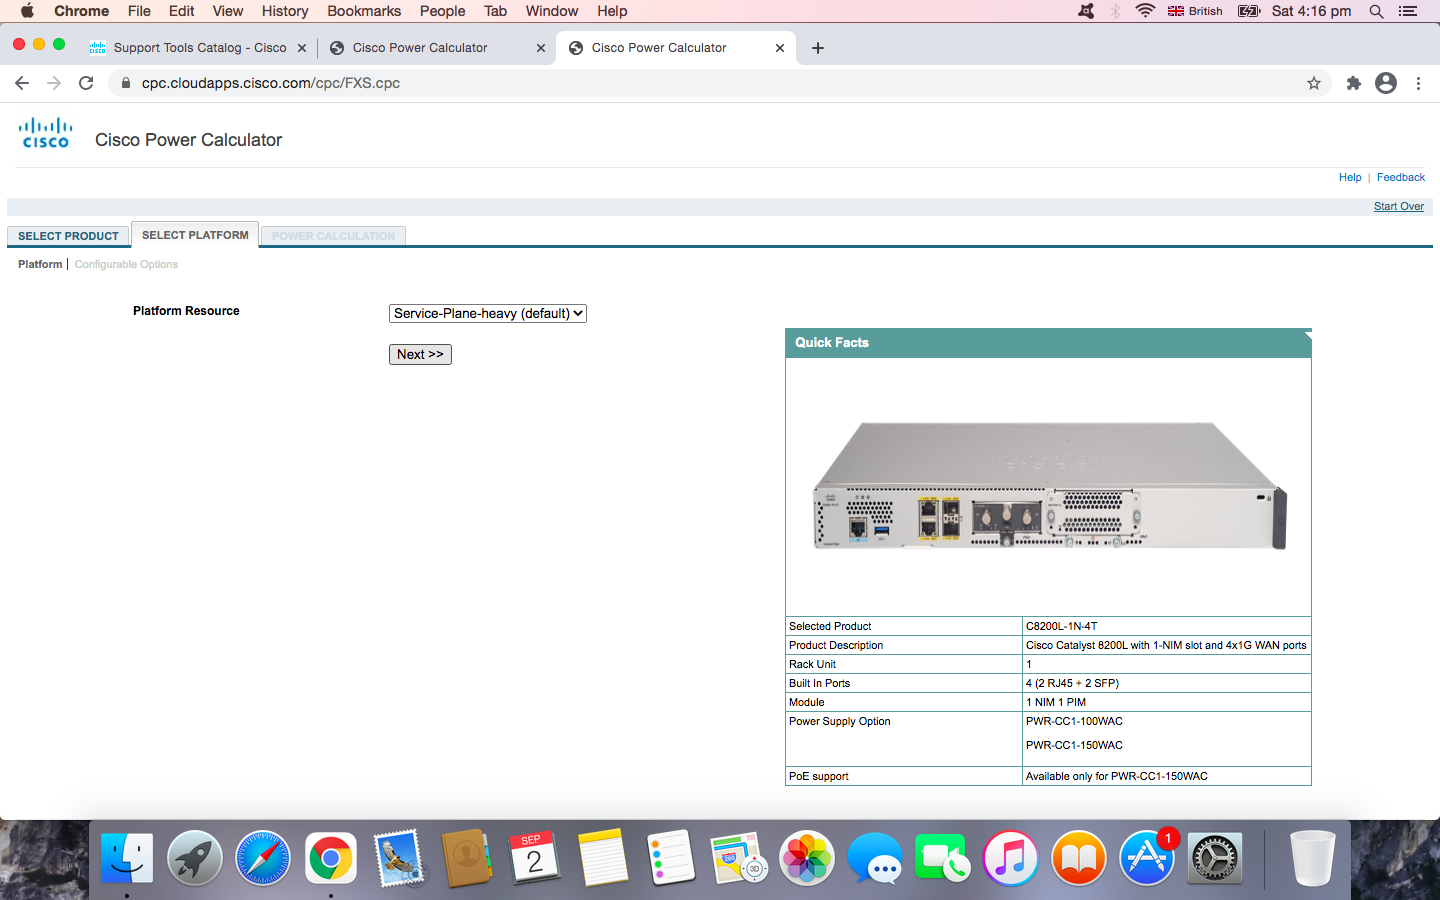 Chrome File Edit View History Bookmarks People Tab Window Help British Sat 4:16 pm
Support Tools Catalog - Cisco Cisco Power Calculator Cisco Power Calculator
cpc.cloudapps.cisco.com/cpc/FXS.cpc
CISCO Cisco Power Calculator
Help | Feedback
Start Over
SELECT PRODUCT SELECT PLATFORM POWER CALCULATION
Platform | Configurable Options
Platform Resource Service-Plane-heavy (default)
Next >>
Quick Facts
Selected Product C8200L-1N-4T
Product Description Cisco Catalyst 8200L with 1-NIM slot and 4x1G WAN ports
Rack Unit 1
Built In Ports 4 (2 RJ45 + 2 SFP)
Module 1 NIM 1 PIM
Power Supply Option PWR-CC1-100WAC
PWR-CC1-150WAC
PoE support Available only for PWR-CC1-150WAC
SEP
2
280
3D
1